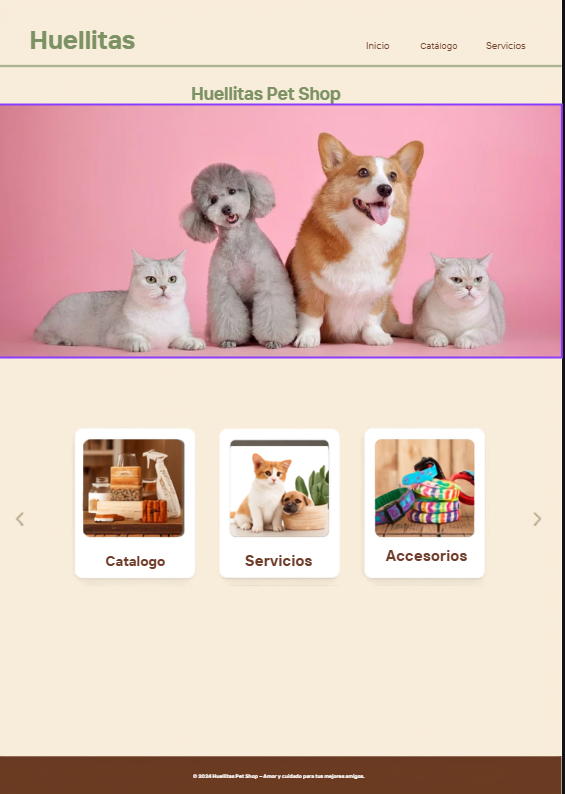 Huellitas
Inicio Catálogo Servicios
Huellitas Pet Shop
Catalogo
Servicios
Accesorios
© 2024 Huellitas Pet Shop – Amor y cuidado para tus mejores amigos.